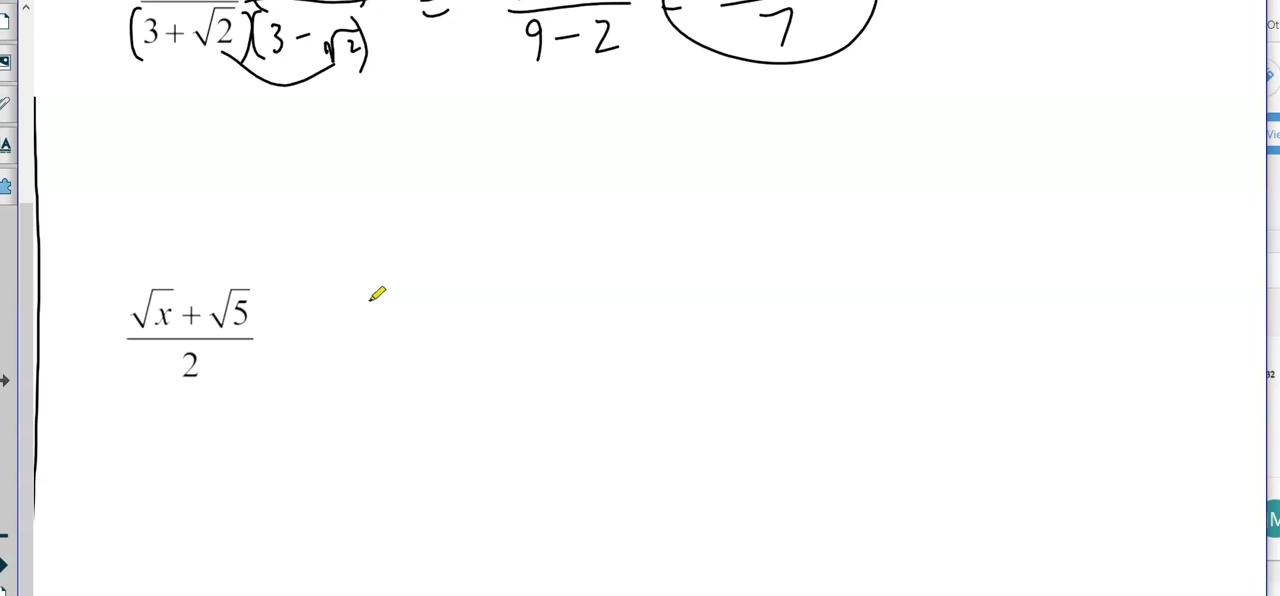 (3 + √2)(3 - √2) = 9 - 2 7
√x + √5
2